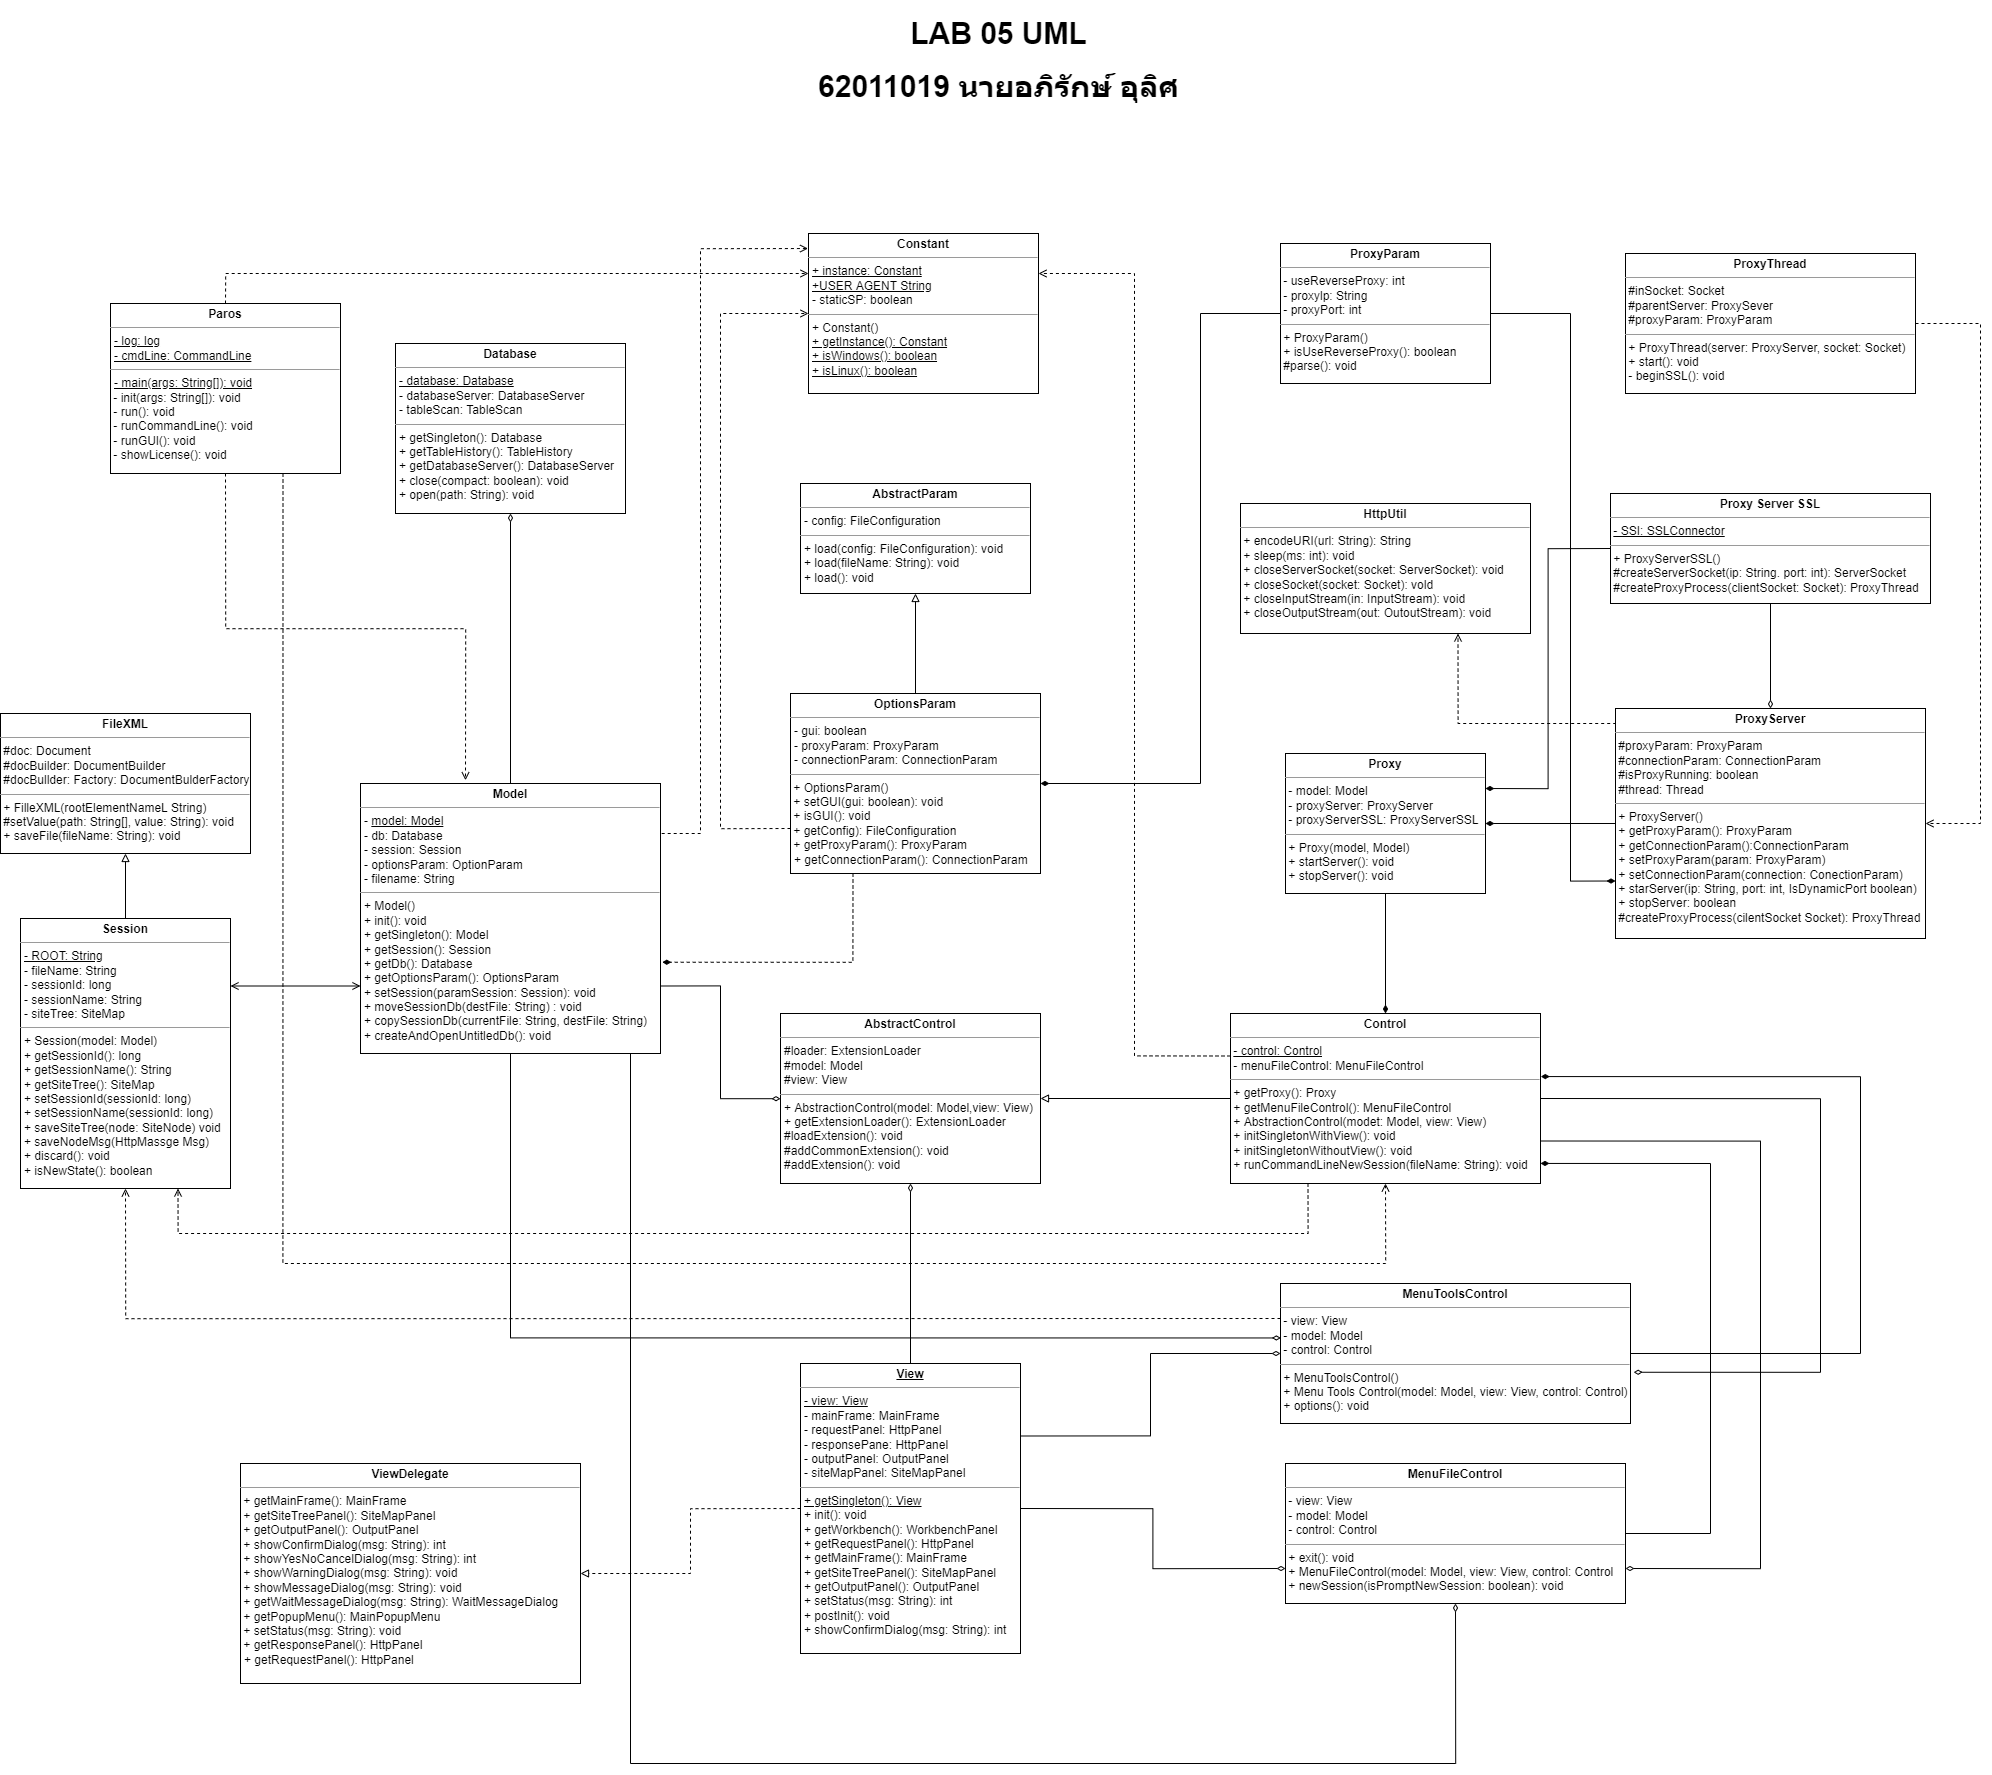 LAB 05 UML
62011019 นายอภิรักษ์ อุลิศ
Constant
+ instance: Constant
+USER AGENT String
- staticSP: boolean
+ Constant()
+ getInstance(): Constant
+ isWindows(): boolean
+ isLinux(): boolean
ProxyParam
- useReverseProxy: int
- proxyIp: String
- proxyPort: int
+ ProxyParam()
+ isUseReverseProxy(): boolean
#parse(): void
ProxyThread
#inSocket: Socket
#parentServer: ProxySever
#proxyParam: ProxyParam
+ ProxyThread(server: ProxyServer, socket: Socket)
+ start(): void
- beginSSL(): void
Paros
- log: log
- cmdLine: CommandLine
- main(args: String[]): void
- init(args: String[]): void
- run(): void
- runCommandLine(): void
- runGUI(): void
- showLicense(): void
Database
- database: Database
- databaseServer: DatabaseServer
- tableScan: TableScan
+ getSingleton(): Database
+ getTableHistory(): TableHistory
+ getDatabaseServer(): DatabaseServer
+ close(compact: boolean): void
+ open(path: String): void
AbstractParam
- config: FileConfiguration
+ load(config: FileConfiguration): void
+ load(fileName: String): void
+ load(): void
HttpUtil
+ encodeURI(url: String): String
+ sleep(ms: int): void
+ closeServerSocket(socket: ServerSocket): void
+ closeSocket(socket: Socket): void
+ closeInputStream(in: InputStream): void
+ closeOutputStream(out: OutoutStream): void
Proxy Server SSL
- SSl: SSLConnector
+ ProxyServerSSL()
#createServerSocket(ip: String. port: int): ServerSocket
#createProxyProcess(clientSocket: Socket): ProxyThread
FileXML
#doc: Document
#docBuilder: DocumentBuilder
#docBullder: Factory: DocumentBulderFactory
+ FilleXML(rootElementNameL String)
#setValue(path: String[], value: String): void
+ saveFile(fileName: String): void
OptionsParam
- gui: boolean
- proxyParam: ProxyParam
- connectionParam: ConnectionParam
+ OptionsParam()
+ setGUI(gui: boolean): void
+ isGUI(): void
+ getConfig): FileConfiguration
+ getProxyParam(): ProxyParam
+ getConnectionParam(): ConnectionParam
ProxyServer
#proxyParam: ProxyParam
#connectionParam: ConnectionParam
#isProxyRunning: boolean
#thread: Thread
+ ProxyServer()
+ getProxyParam(): ProxyParam
+ getConnectionParam():ConnectionParam
+ setProxyParam(param: ProxyParam)
+ setConnectionParam(connection: ConectionParam)
+ starServer(ip: String, port: int, IsDynamicPort boolean)
+ stopServer: boolean
#createProxyProcess(cilentSocket Socket): ProxyThread
Proxy
- model: Model
- proxyServer: ProxyServer
- proxyServerSSL: ProxyServerSSL
+ Proxy(model, Model)
+ startServer(): void
+ stopServer(): void
Model
- model: Model
- db: Database
- session: Session
- optionsParam: OptionParam
- filename: String
+ Model()
+ init(): void
+ getSingleton(): Model
+ getSession(): Session
+ getDb(): Database
+ getOptionsParam(): OptionsParam
+ setSession(paramSession: Session): void
+ moveSessionDb(destFile: String) : void
+ copySessionDb(currentFile: String, destFile: String)
+ createAndOpenUntitledDb(): void
Session
- ROOT: String
- fileName: String
- sessionId: long
- sessionName: String
- siteTree: SiteMap
+ Session(model: Model)
+ getSessionId(): long
+ getSessionName(): String
+ getSiteTree(): SiteMap
+ setSessionId(sessionId: long)
+ setSessionName(sessionId: long)
+ saveSiteTree(node: SiteNode) void
+ saveNodeMsg(HttpMassge Msg)
+ discard(): void
+ isNewState(): boolean
AbstractControl
#loader: ExtensionLoader
#model: Model
#view: View
+ AbstractionControl(model: Model,view: View)
+ getExtensionLoader(): ExtensionLoader
#loadExtension(): void
#addCommonExtension(): void
#addExtension(): void
Control
- control: Control
- menuFileControl: MenuFileControl
+ getProxy(): Proxy
+ getMenuFileControl(): MenuFileControl
+ AbstractionControl(modet: Model, view: View)
+ initSingletonWithView(): void
+ initSingletonWithoutView(): void
+ runCommandLineNewSession(fileName: String): void
MenuToolsControl
- view: View
- model: Model
- control: Control
+ MenuToolsControl()
+ Menu Tools Control(model: Model, view: View, control: Control)
+ options(): void
View
- view: View
- mainFrame: MainFrame
- requestPanel: HttpPanel
- responsePane: HttpPanel
- outputPanel: OutputPanel
- siteMapPanel: SiteMapPanel
+ getSingleton(): View
+ init(): void
+ getWorkbench(): WorkbenchPanel
+ getRequestPanel(): HttpPanel
+ getMainFrame(): MainFrame
+ getSiteTreePanel(): SiteMapPanel
+ getOutputPanel(): OutputPanel
+ setStatus(msg: String): int
+ postInit(): void
+ showConfirmDialog(msg: String): int
ViewDelegate
+ getMainFrame(): MainFrame
+ getSiteTreePanel(): SiteMapPanel
+ getOutputPanel(): OutputPanel
+ showConfirmDialog(msg: String): int
+ showYesNoCancelDialog(msg: String): int
+ showWarningDialog(msg: String): void
+ showMessageDialog(msg: String): void
+ getWaitMessageDialog(msg: String): WaitMessageDialog
+ getPopupMenu(): MainPopupMenu
+ setStatus(msg: String): void
+ getResponsePanel(): HttpPanel
+ getRequestPanel(): HttpPanel
MenuFileControl
- view: View
- model: Model
- control: Control
+ exit(): void
+ MenuFileControl(model: Model, view: View, control: Control
+ newSession(isPromptNewSession: boolean): void